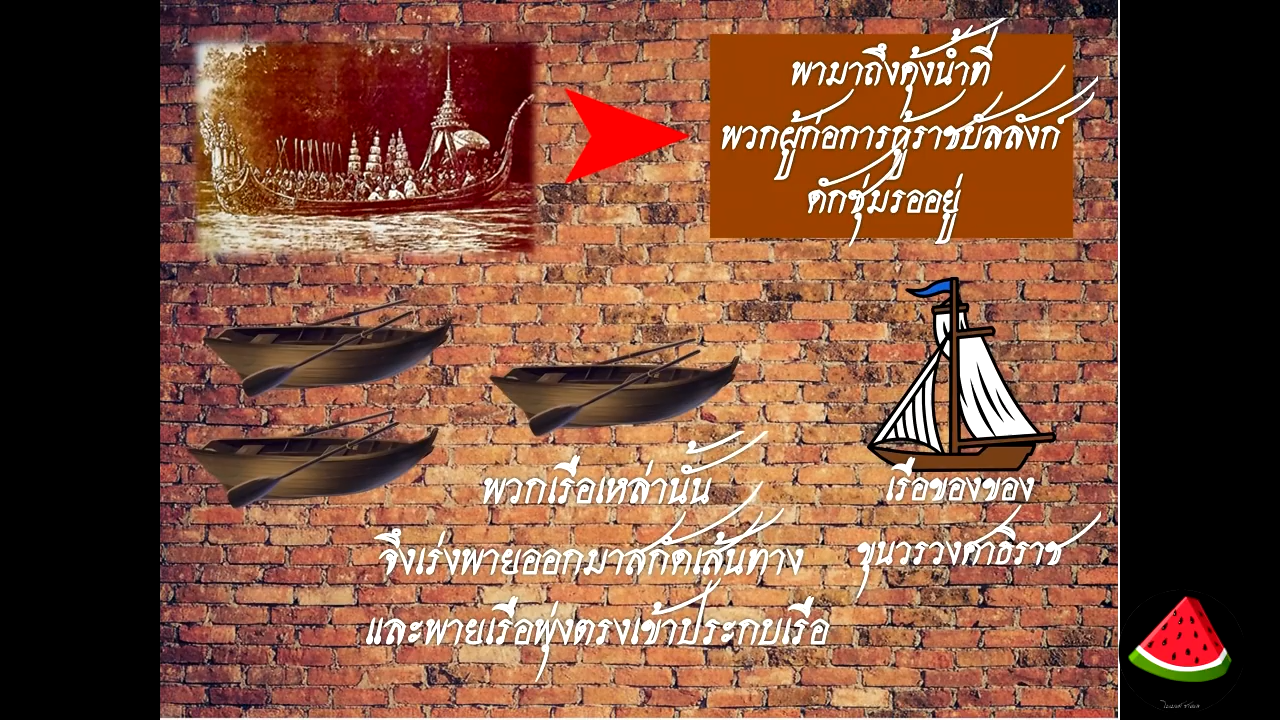 พามาถึงคุ้งน้ำที่
พวกผู้ก่อการกู้ราชบัลลังก์
ดักซุ่มรออยู่
พวกเรือเหล่านั้น
จึงเร่งพายออกมาสกัดเส้นทาง
และพายเรือพุ่งตรงเข้าประกบเรือ
เรือของของ
ขุนวรวงศาธิราช